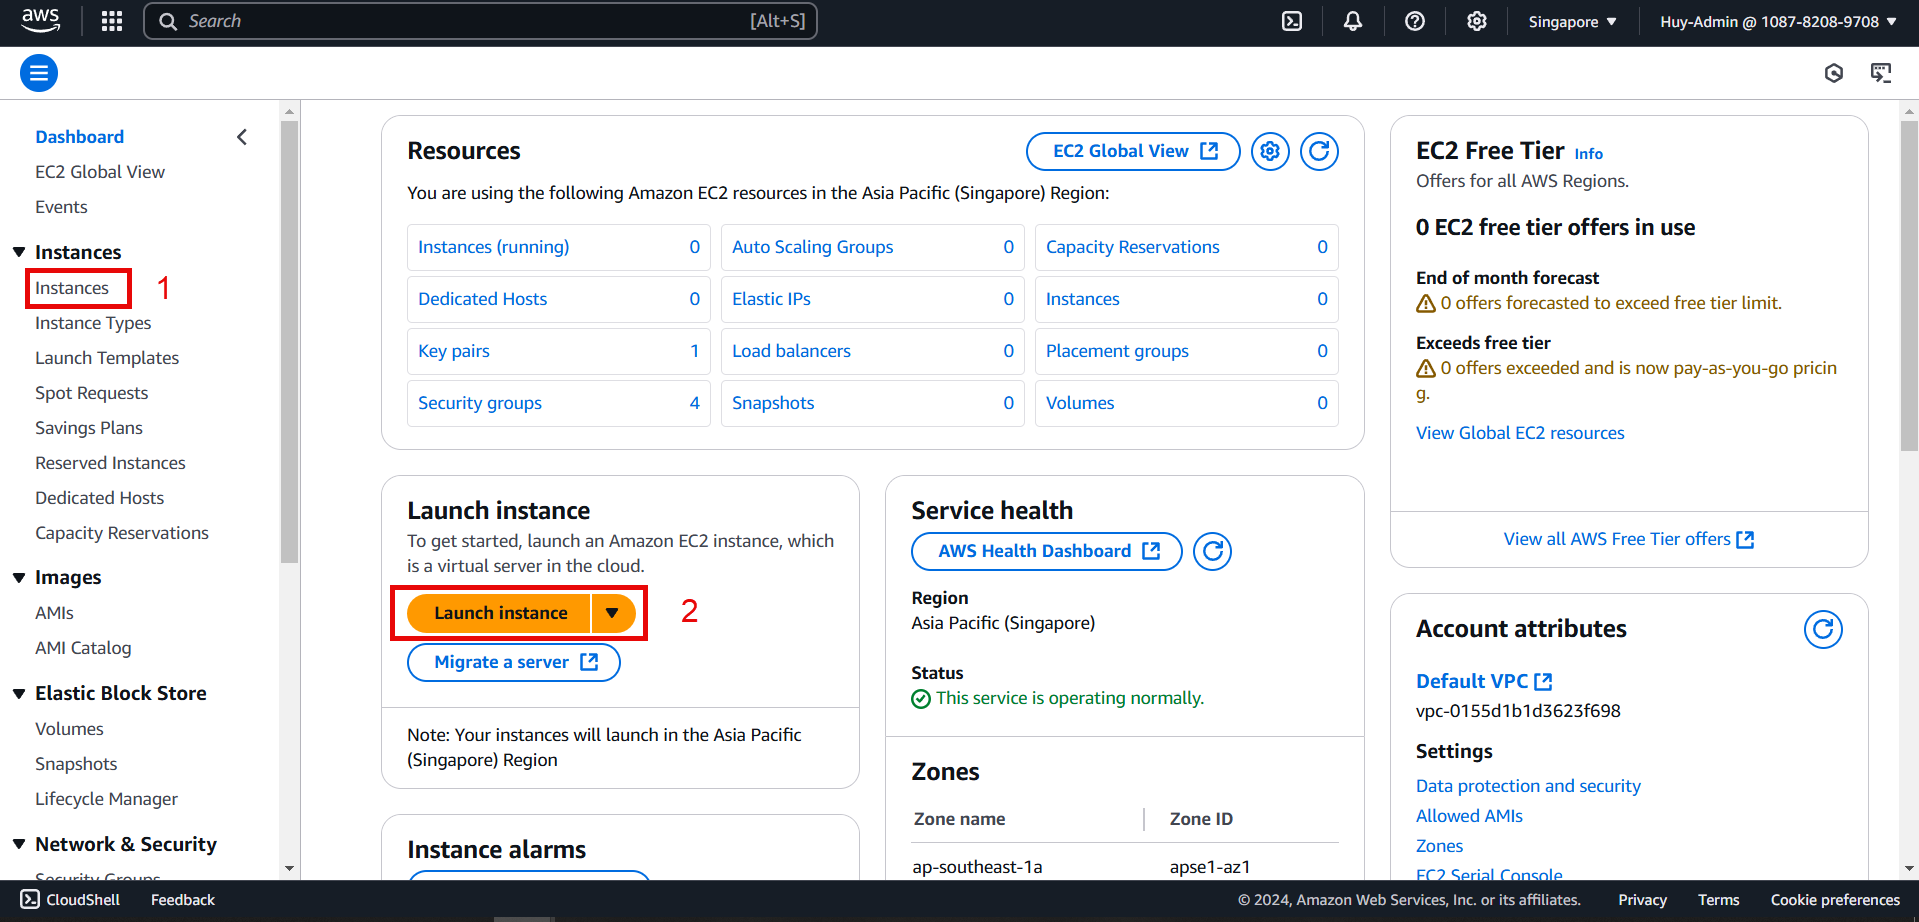 aws
Search
[Alt+S]
Singapore
Huy-Admin @ 1087-8208-9708
Dashboard
EC2 Global View
Events
Instances
Instances
1
Instance Types
Launch Templates
Spot Requests
Savings Plans
Reserved Instances
Dedicated Hosts
Capacity Reservations
Images
AMIs
AMI Catalog
Elastic Block Store
Volumes
Snapshots
Lifecycle Manager
Network & Security
Security Groups
Resources
EC2 Global View
You are using the following Amazon EC2 resources in the Asia Pacific (Singapore) Region:
Instances (running) 0
Auto Scaling Groups 0
Capacity Reservations 0
Dedicated Hosts 0
Elastic IPs 0
Instances 0
Key pairs 1
Load balancers 0
Placement groups 0
Security groups 4
Snapshots 0
Volumes 0
Launch instance
To get started, launch an Amazon EC2 instance, which
is a virtual server in the cloud.
Launch instance
2
Migrate a server
Note: Your instances will launch in the Asia Pacific
(Singapore) Region
Instance alarms
Service health
AWS Health Dashboard
Region
Asia Pacific (Singapore)
Status
This service is operating normally.
Zones
Zone name
Zone ID
ap-southeast-1a
apse1-az1
EC2 Free Tier Info
Offers for all AWS Regions.
0 EC2 free tier offers in use
End of month forecast
0 offers forecasted to exceed free tier limit.
Exceeds free tier
0 offers exceeded and is now pay-as-you-go pricin
g.
View Global EC2 resources
View all AWS Free Tier offers
Account attributes
Default VPC
vpc-0155d1b1d3623f698
Settings
Data protection and security
Allowed AMIs
Zones
EC2 Serial Console
CloudShell
Feedback
© 2024, Amazon Web Services, Inc. or its affiliates.
Privacy
Terms
Cookie preferences